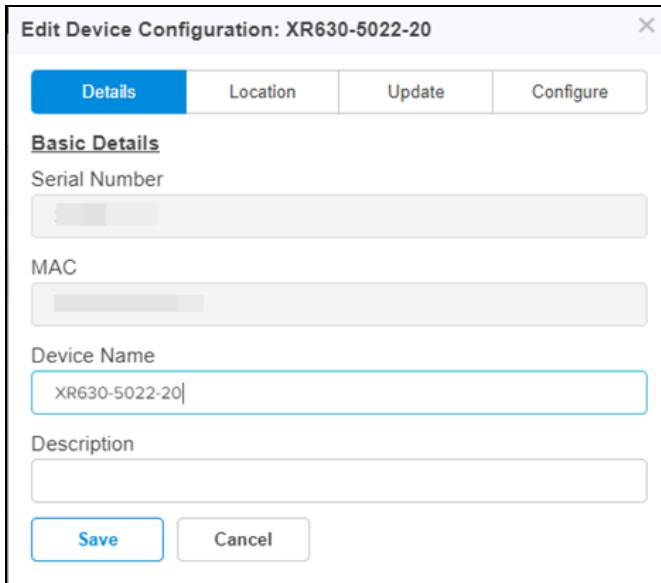 Edit Device Configuration: XR630-5022-20
Details Location Update Configure
Basic Details
Serial Number
MAC
Device Name
XR630-5022-20
Description
Save Cancel